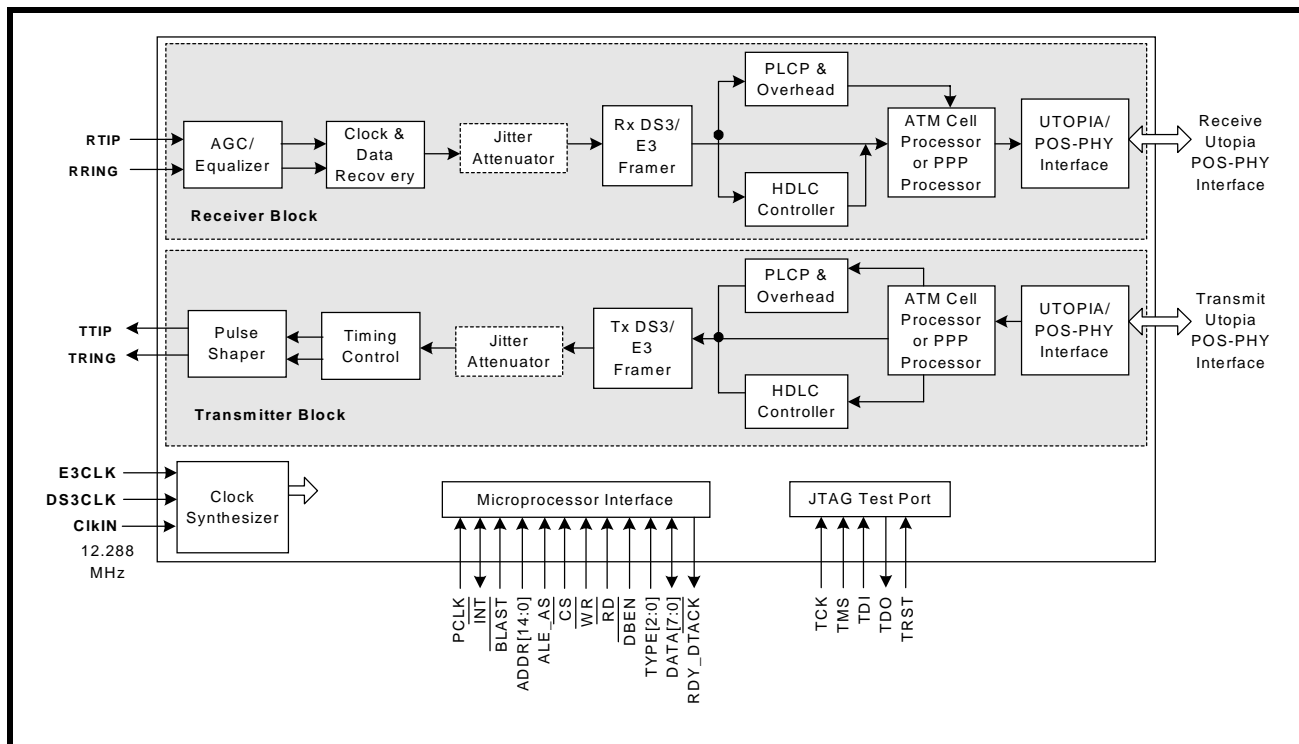 RTIP
RRING
AGC/
Equalizer
Clock &
Data
Recovery
Jitter
Attenuator
Rx DS3/
E3
Framer
PLCP &
Overhead
HDLC
Controller
ATM Cell
Processor
or PPP
Processor
UTOPIA/
POS-PHY
Interface
Receive
Utopia
POS-PHY
Interface
Receiver Block
TTIP
TRING
Pulse
Shaper
Timing
Control
Jitter
Attenuator
Tx DS3/
E3
Framer
PLCP &
Overhead
HDLC
Controller
ATM Cell
Processor
or PPP
Processor
UTOPIA/
POS-PHY
Interface
Transmit
Utopia
POS-PHY
Interface
Transmitter Block
E3CLK
DS3CLK
ClkIN
12.288
MHz
Clock
Synthesizer
Microprocessor Interface
PCLK
INT
BLAST
ADDR[14:0]
ALE_AS
CS
WR
RD
DBEN
TYPE[2:0]
DATA[7:0]
RDY_DTACK
JTAG Test Port
TCK
TMS
TDI
TDO
TRST